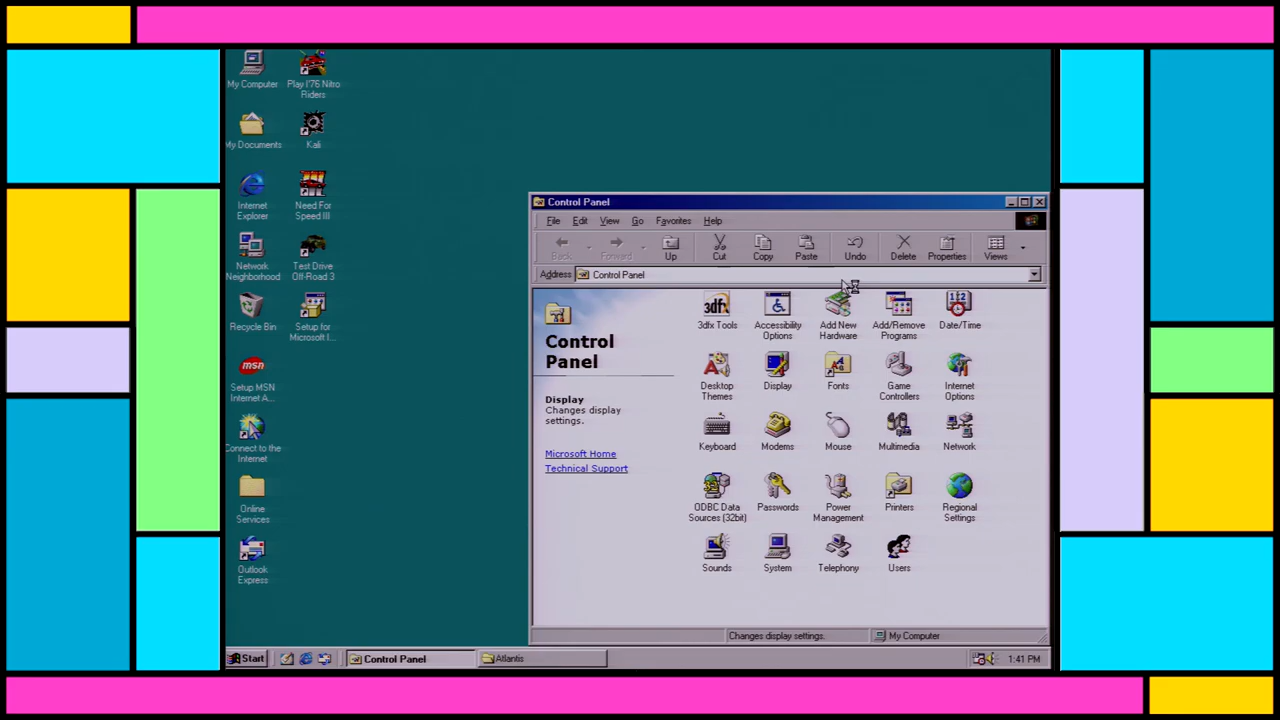 My Computer
Play I'76 Nitro
Riders
My Documents
Kali
Internet
Explorer
Need For
Speed III
Network
Neighborhood
Test Drive
Off-Road 3
Recycle Bin
Setup for
Microsoft I...
msn
Setup MSN
Internet A...
Connect to the
Internet
Online
Services
Outlook
Express
Control Panel
File Edit View Go Favorites Help
Back Forward Up Cut Copy Paste Undo Delete Properties Views
Address Control Panel
Control
Panel
Display
Changes display
settings.
Microsoft Home
Technical Support
3dfx
3dfx Tools
Accessibility
Options
Add New
Hardware
Add/Remove
Programs
12
Date/Time
Desktop
Themes
Display
Fonts
Game
Controllers
Internet
Options
Keyboard
Modems
Mouse
Multimedia
Network
ODBC Data
Sources (32bit)
Passwords
Power
Management
Printers
Regional
Settings
Sounds
System
Telephony
Users
Changes display settings. My Computer
Start Control Panel Atlantis 1:41 PM